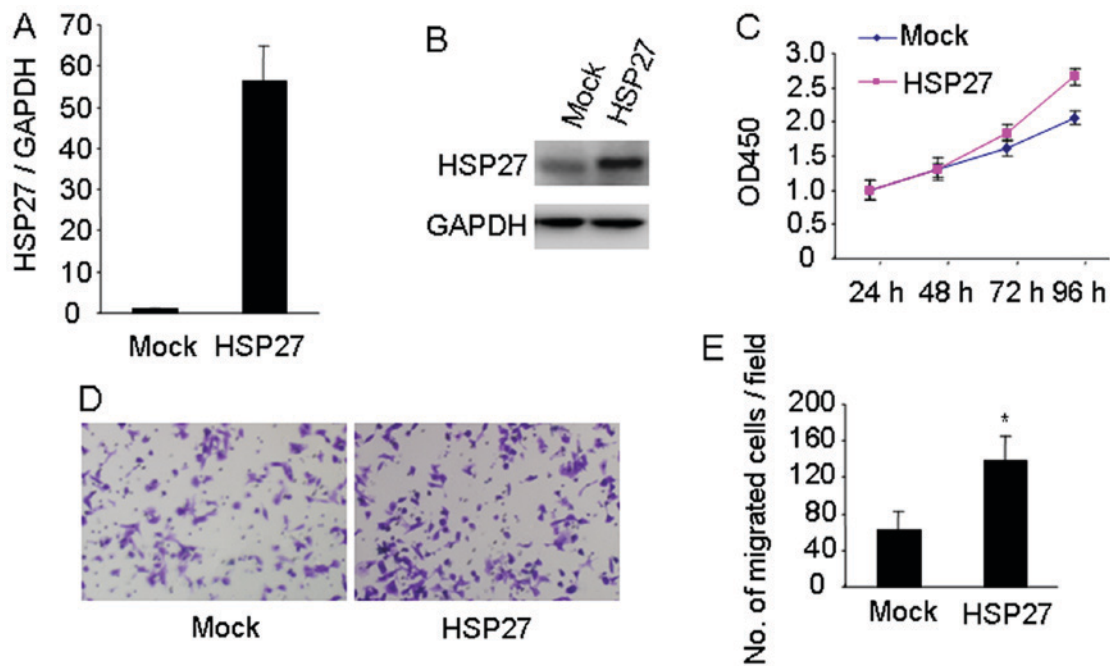 A
HSP27 / GAPDH
70
60
50
40
30
20
10
0
Mock HSP27
B
Mock HSP27
HSP27
GAPDH
C
Mock
HSP27
OD450
3.0
2.5
2.0
1.5
1.0
0.5
0
24 h 48 h 72 h 96 h
D
Mock HSP27
E
No. of migrated cells / field
200
160
120
80
40
0
*
Mock HSP27